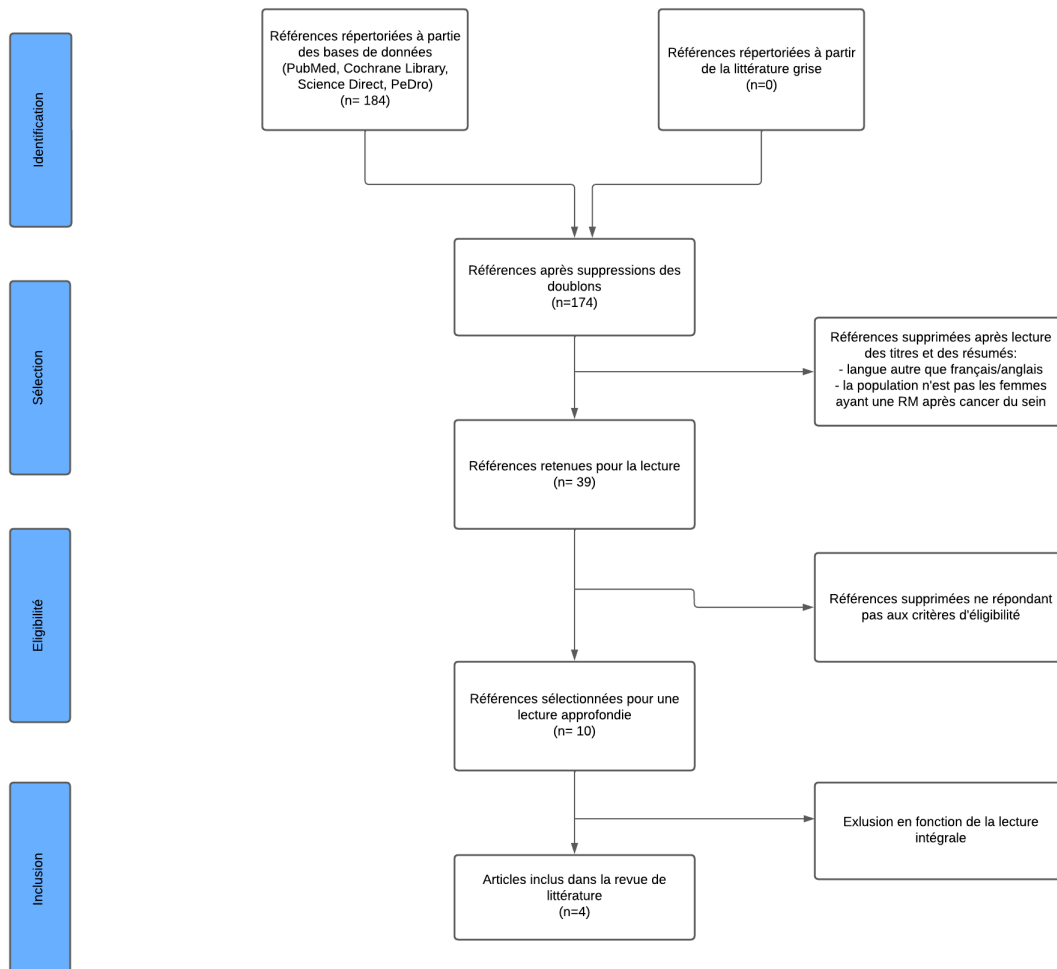 Identification
Références répertoriées à partie
des bases de données
(PubMed, Cochrane Library,
Science Direct, PeDro)
(n= 184)
Références répertoriées à partir
de la littérature grise
(n=0)
Références après suppressions des
doublons
(n=174)
Sélection
Références supprimées après lecture
des titres et des résumés:
- langue autre que français/anglais
- la population n'est pas les femmes
ayant une RM après cancer du sein
Références retenues pour la lecture
(n= 39)
Eligibilité
Références supprimées ne répondant
pas aux critères d'éligibilité
Références sélectionnées pour une
lecture approfondie
(n= 10)
Inclusion
Exlusion en fonction de la lecture
intégrale
Articles inclus dans la revue de
littérature
(n=4)